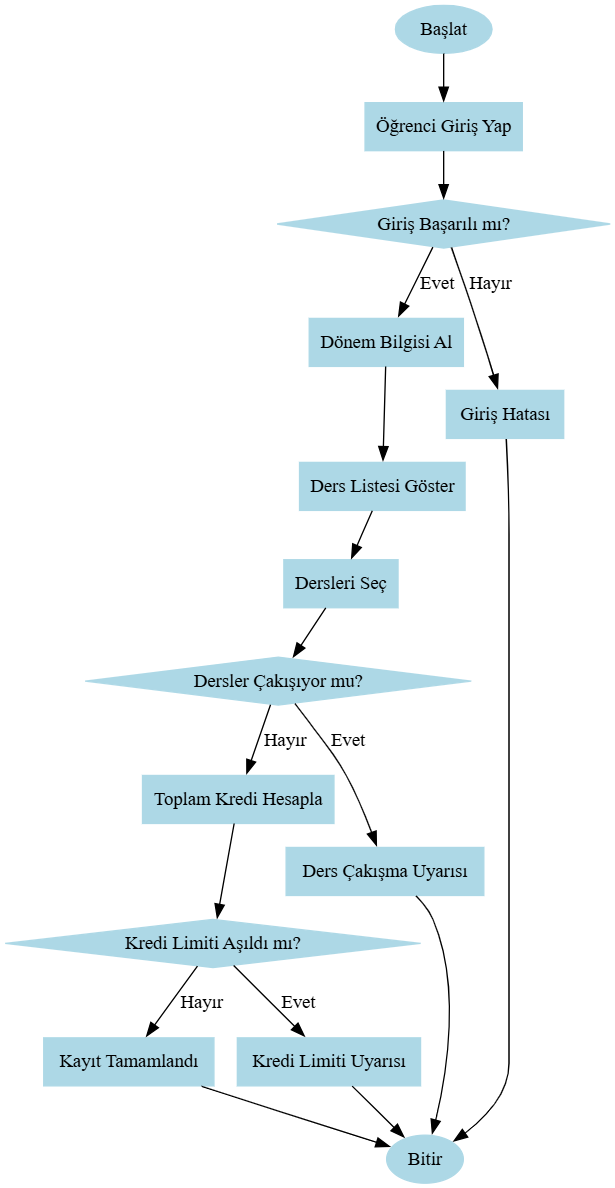 Başlat
Öğrenci Giriş Yap
Giriş Başarılı mı?
Evet
Hayır
Dönem Bilgisi Al
Giriş Hatası
Ders Listesi Göster
Dersleri Seç
Dersler Çakışıyor mu?
Hayır
Evet
Toplam Kredi Hesapla
Ders Çakışma Uyarısı
Kredi Limiti Aşıldı mı?
Hayır
Evet
Kayıt Tamamlandı
Kredi Limiti Uyarısı
Bitir